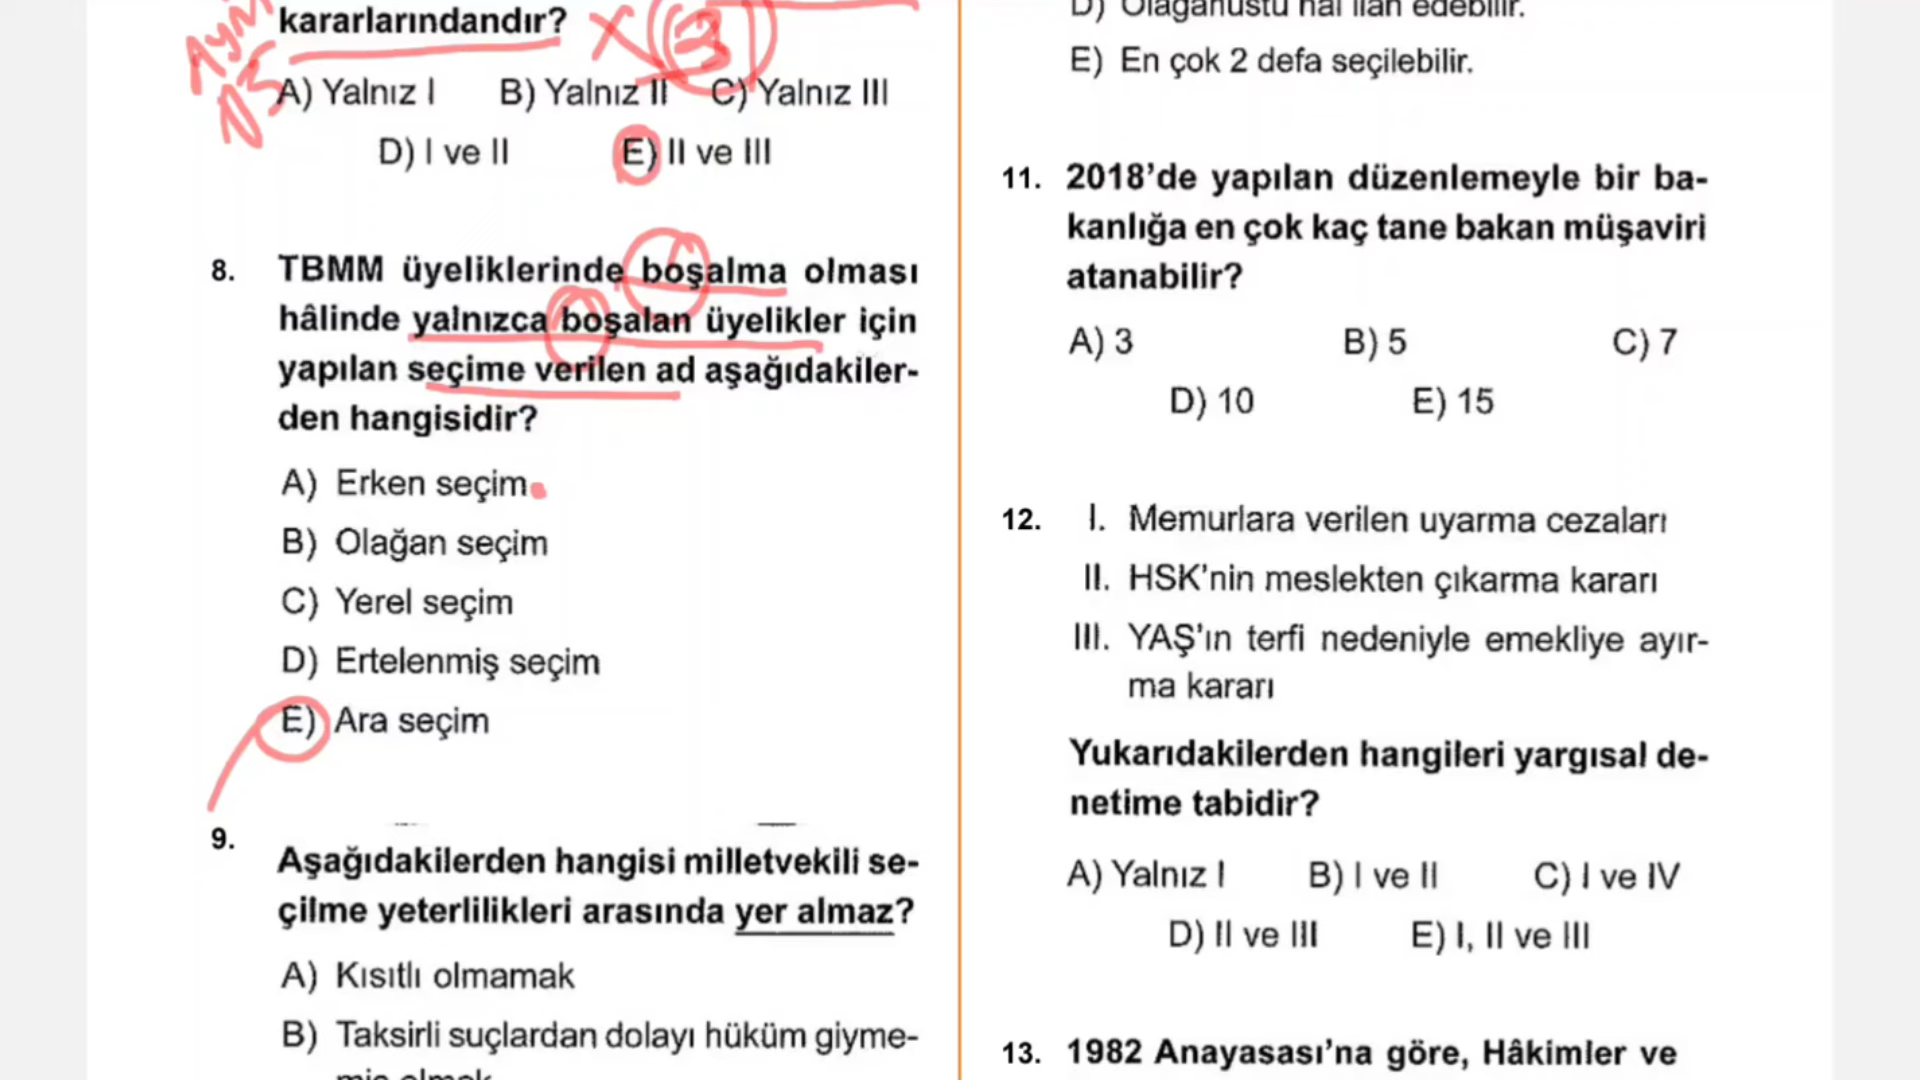 kararlarındandır?
A) Yalnız I B) Yalnız II C) Yalnız III
D) I ve II E) II ve III
8. TBMM üyeliklerinde boşalma olması
hâlinde yalnızca boşalan üyelikler için
yapılan seçime verilen ad aşağıdakiler-
den hangisidir?
A) Erken seçim
B) Olağan seçim
C) Yerel seçim
D) Ertelenmiş seçim
E) Ara seçim
9. Aşağıdakilerden hangisi milletvekili se-
çilme yeterlilikleri arasında yer almaz?
A) Kısıtlı olmamak
B) Taksirli suçlardan dolayı hüküm giyme-
miş olmak
D) Olağanüstü hal ilan edebilir.
E) En çok 2 defa seçilebilir.
11. 2018’de yapılan düzenlemeyle bir ba-
kanlığa en çok kaç tane bakan müşaviri
atanabilir?
A) 3 B) 5 C) 7
D) 10 E) 15
12. I. Memurlara verilen uyarma cezaları
II. HSK’nin meslekten çıkarma kararı
III. YAŞ’ın terfi nedeniyle emekliye ayır-
ma kararı
Yukarıdakilerden hangileri yargısal de-
netime tabidir?
A) Yalnız I B) I ve II C) I ve IV
D) II ve III E) I, II ve III
13. 1982 Anayasası’na göre, Hâkimler ve